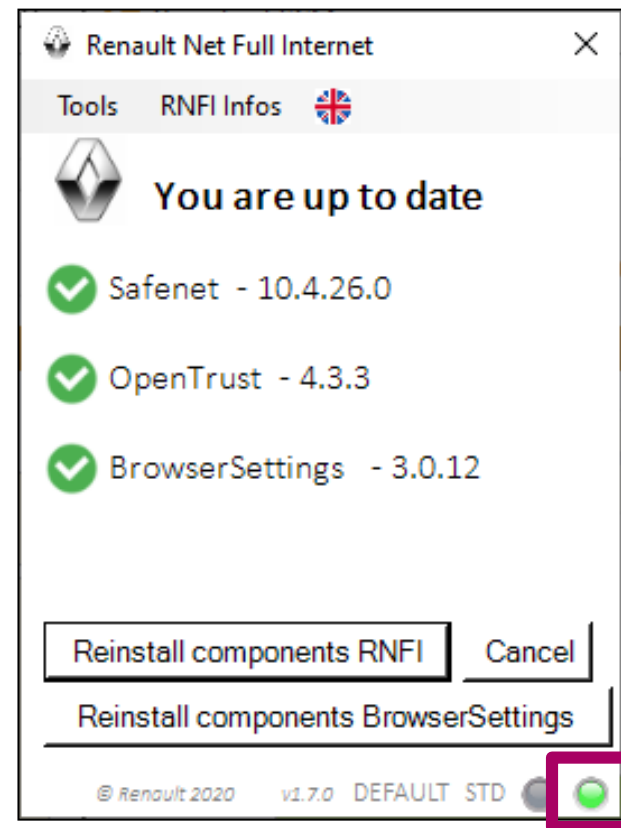 Renault Net Full Internet
Tools RNFI Infos
You are up to date
Safenet - 10.4.26.0
OpenTrust - 4.3.3
BrowserSettings - 3.0.12
Reinstall components RNFI Cancel
Reinstall components BrowserSettings
© Renault 2020 v1.7.0 DEFAULT STD